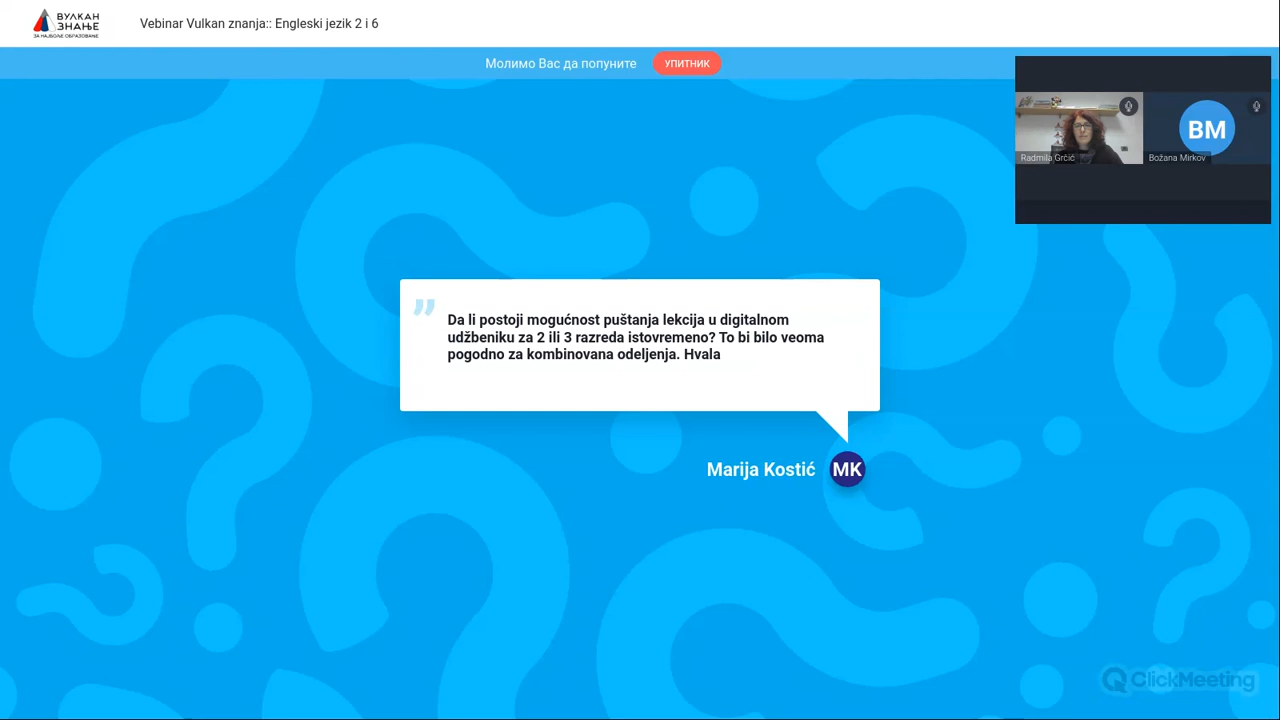 ВУЛКАН
ЗНАЊЕ
ЗА НАЈБОЉЕ ОБРАЗОВАЊЕ
Vebinar Vulkan znanja:: Engleski jezik 2 i 6
Молимо Вас да попуните УПИТНИК
BM
Radmila Grčić
Božana Mirkov
Da li postoji mogućnost puštanja lekcija u digitalnom
udžbeniku za 2 ili 3 razreda istovremeno? To bi bilo veoma
pogodno za kombinovana odeljenja. Hvala
Marija Kostić MK
ClickMeeting